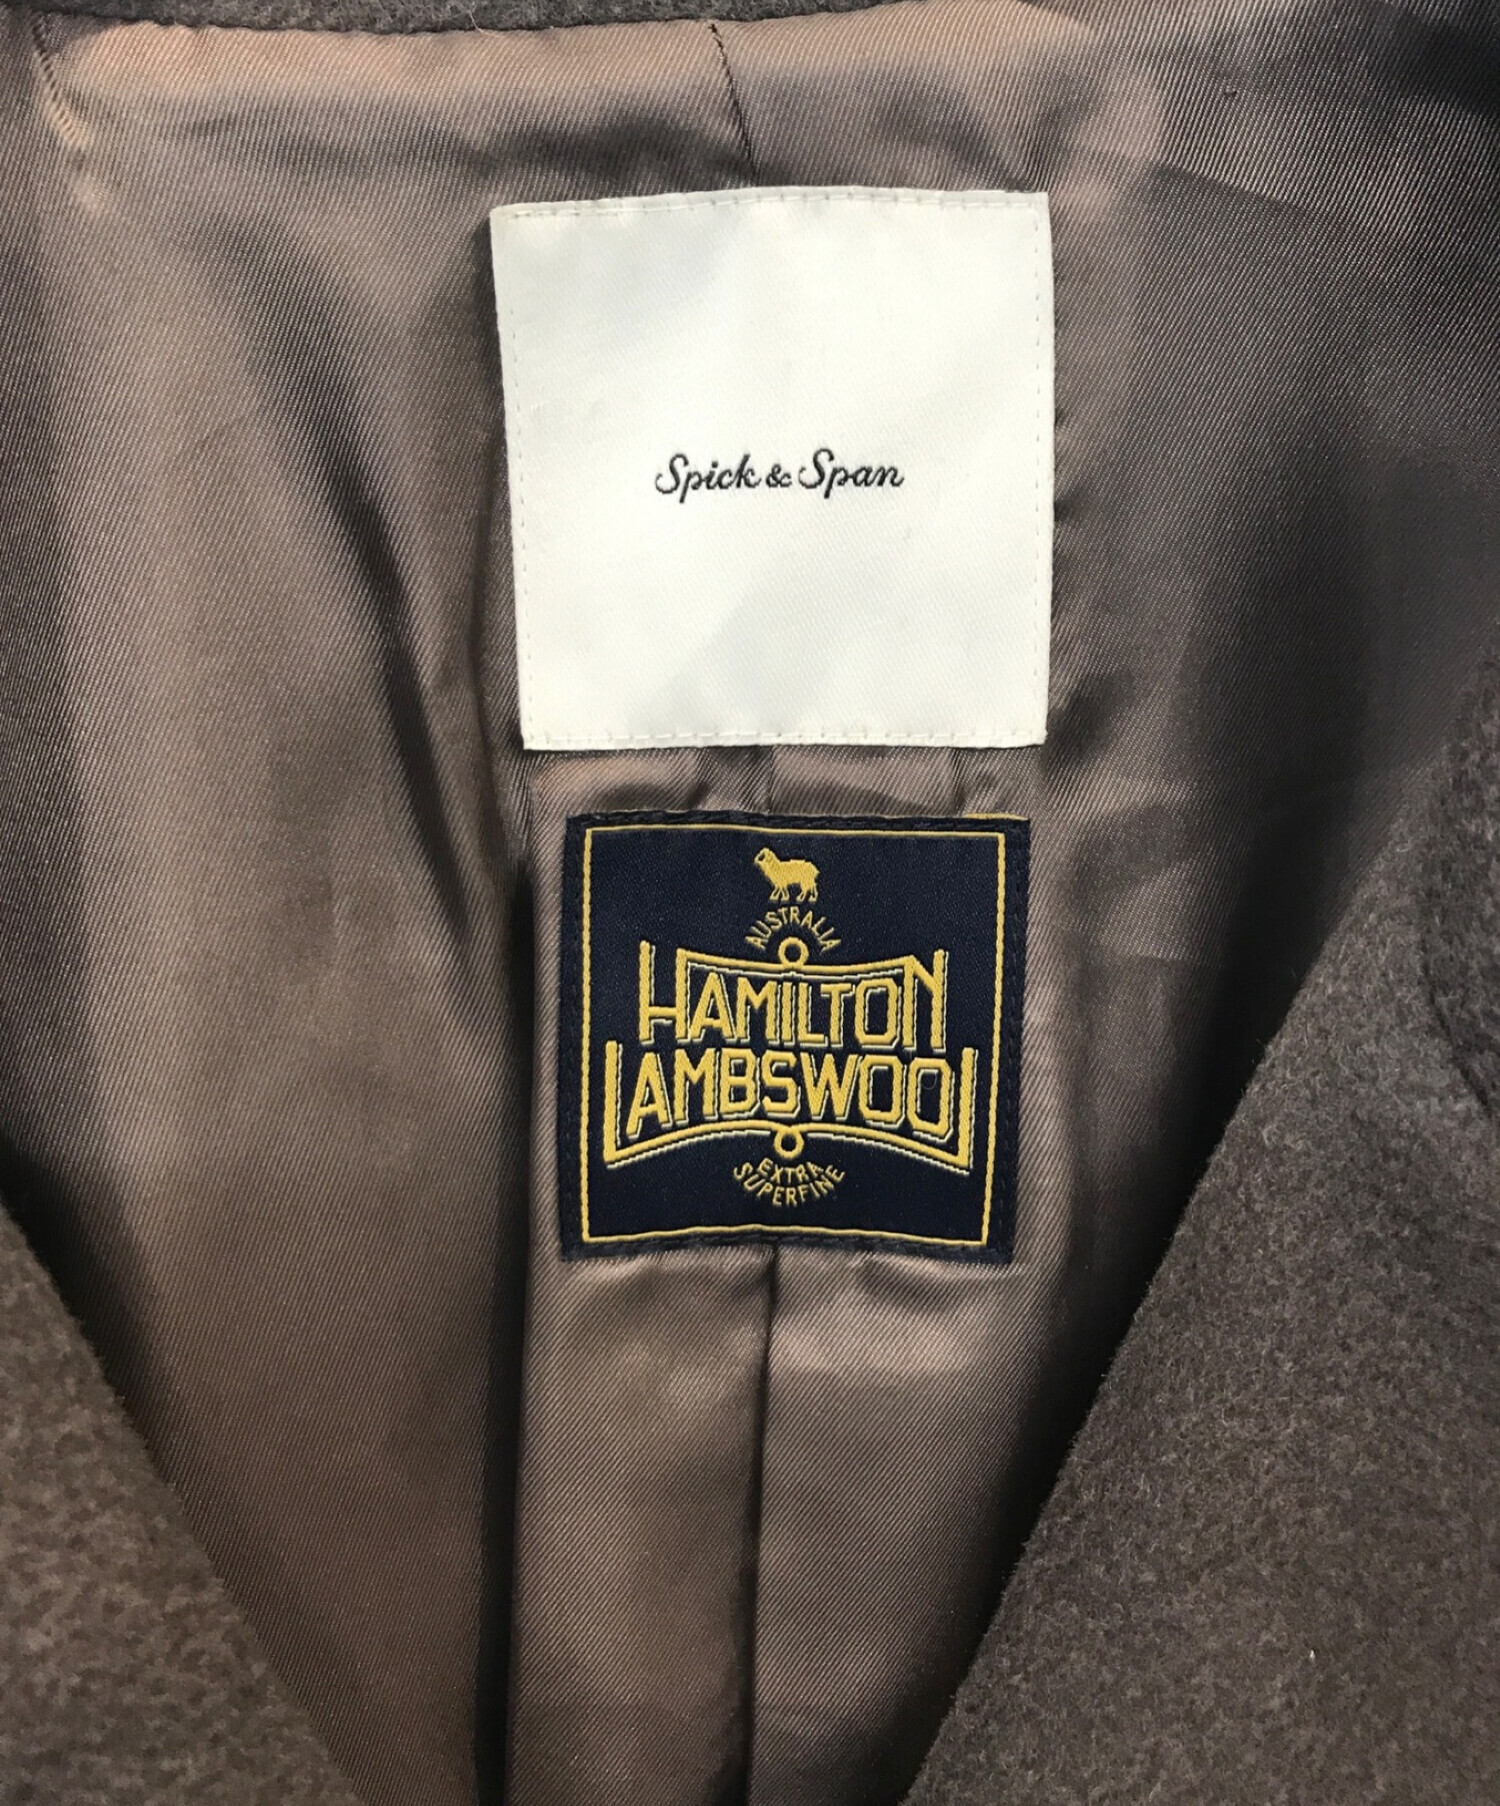 Spick & Span
AUSTRALIA
HAMILTON
LAMBSWOOL
EXTRA
SUPERFINE